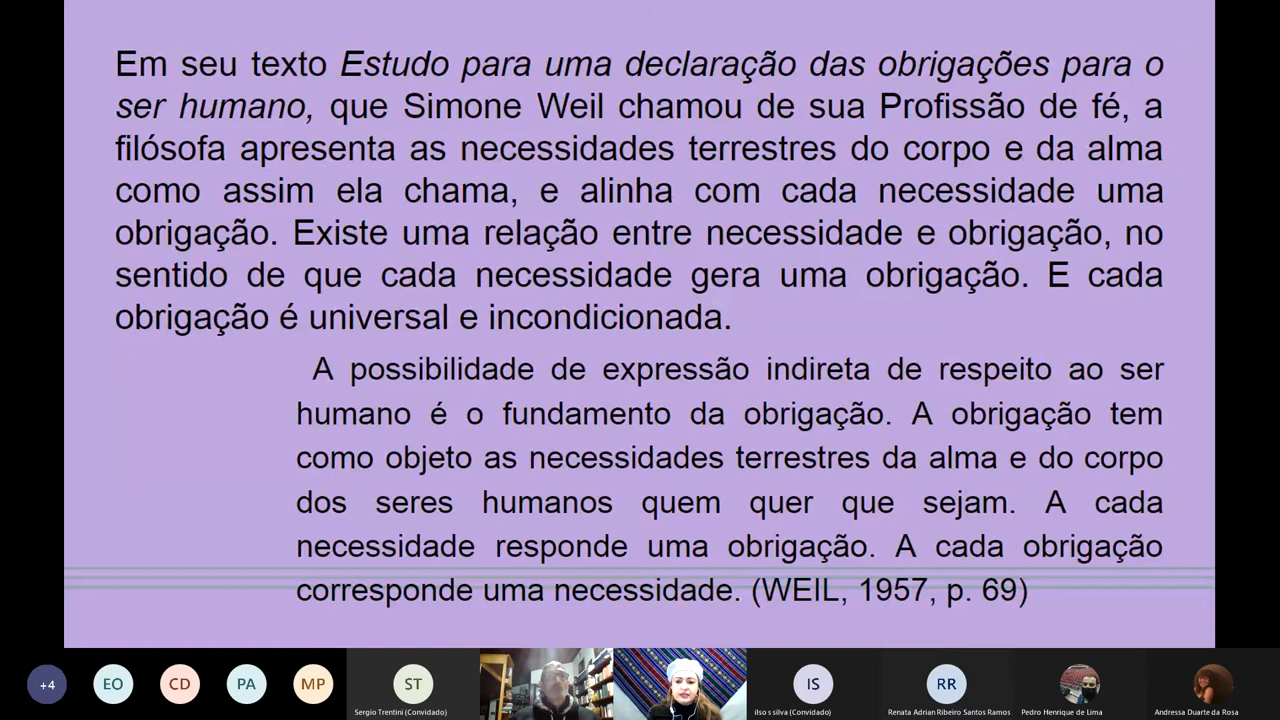 Em seu texto Estudo para uma declaração das obrigações para o
ser humano, que Simone Weil chamou de sua Profissão de fé, a
filósofa apresenta as necessidades terrestres do corpo e da alma
como assim ela chama, e alinha com cada necessidade uma
obrigação. Existe uma relação entre necessidade e obrigação, no
sentido de que cada necessidade gera uma obrigação. E cada
obrigação é universal e incondicionada.
A possibilidade de expressão indireta de respeito ao ser
humano é o fundamento da obrigação. A obrigação tem
como objeto as necessidades terrestres da alma e do corpo
dos seres humanos quem quer que sejam. A cada
necessidade responde uma obrigação. A cada obrigação
corresponde uma necessidade. (WEIL, 1957, p. 69)
+4 EO CD PA MP ST IS RR
Sergio Trentini (Convidado) ilso s silva (Convidado) Renata Adrian Ribeiro Santos Ramos Pedro Henrique de Lima Andressa Duarte da Rosa